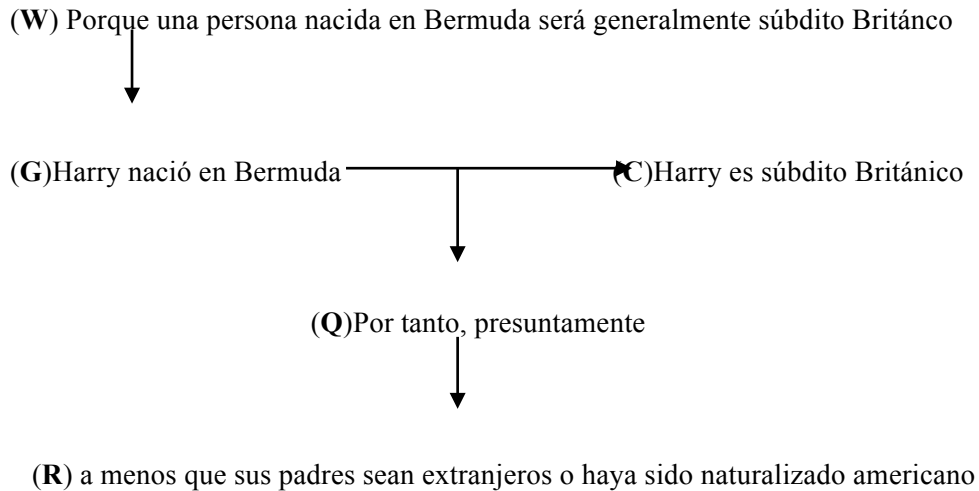 (W) Porque una persona nacida en Bermuda será generalmente súbdito Británco
(G)Harry nació en Bermuda (C)Harry es súbdito Británico
(Q)Por tanto, presuntamente
(R) a menos que sus padres sean extranjeros o haya sido naturalizado americano